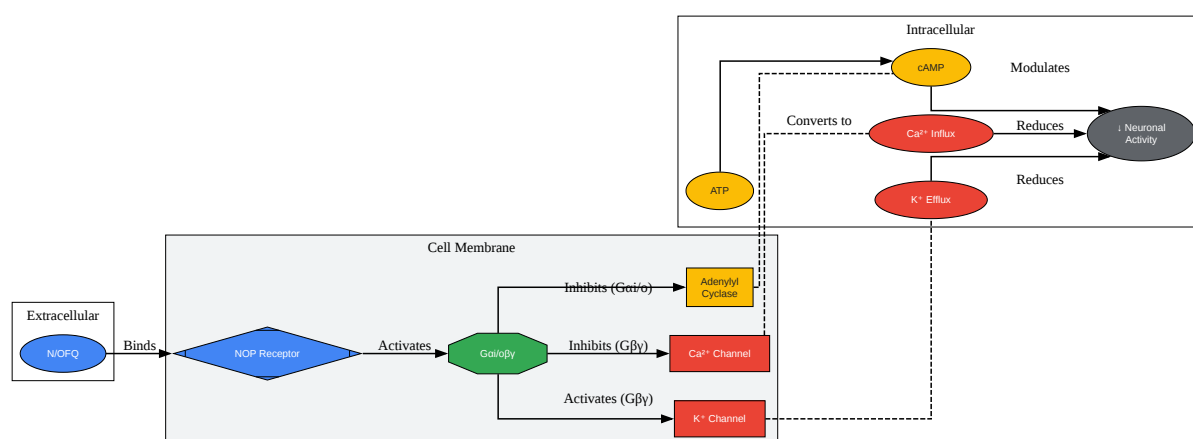 Intracellular
cAMP
Modulates
Converts to
Ca²⁺ Influx
Reduces
↓ Neuronal
Activity
ATP
K⁺ Efflux
Reduces
Cell Membrane
Inhibits (Gαi/o)
Adenylyl
Cyclase
Extracellular
N/OFQ
Binds
NOP Receptor
Activates
Gαi/oβγ
Inhibits (Gβγ)
Ca²⁺ Channel
Activates (Gβγ)
K⁺ Channel